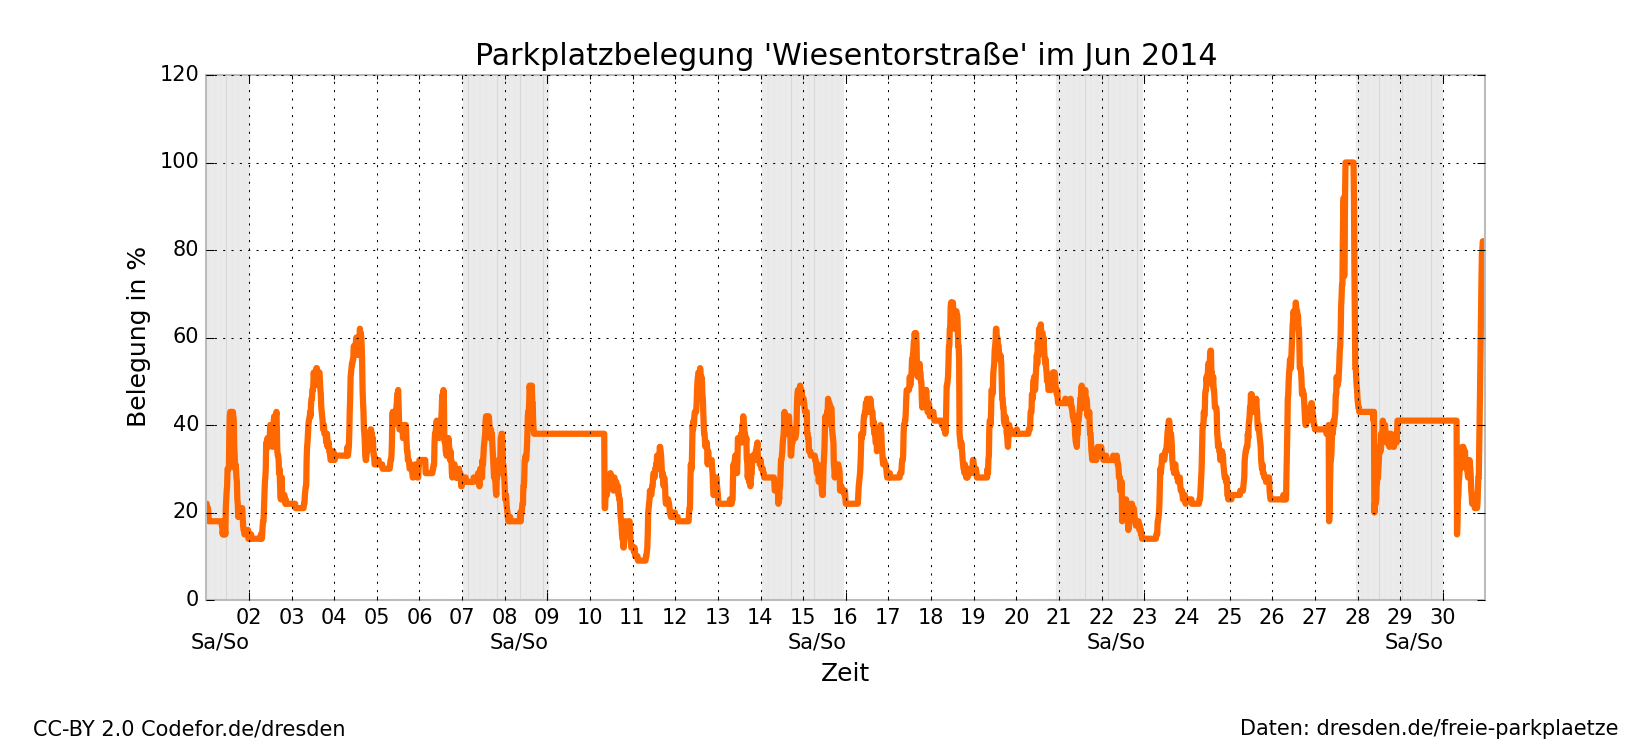 Parkplatzbelegung 'Wiesentorstraße' im Jun 2014
120
100
80
60
40
20
0
Belegung in %
02 03 04 05 06 07 08 09 10 11 12 13 14 15 16 17 18 19 20 21 22 23 24 25 26 27 28 29 30
Sa/So Sa/So Sa/So Sa/So Sa/So
Zeit
CC-BY 2.0 Codefor.de/dresden
Daten: dresden.de/freie-parkplaetze